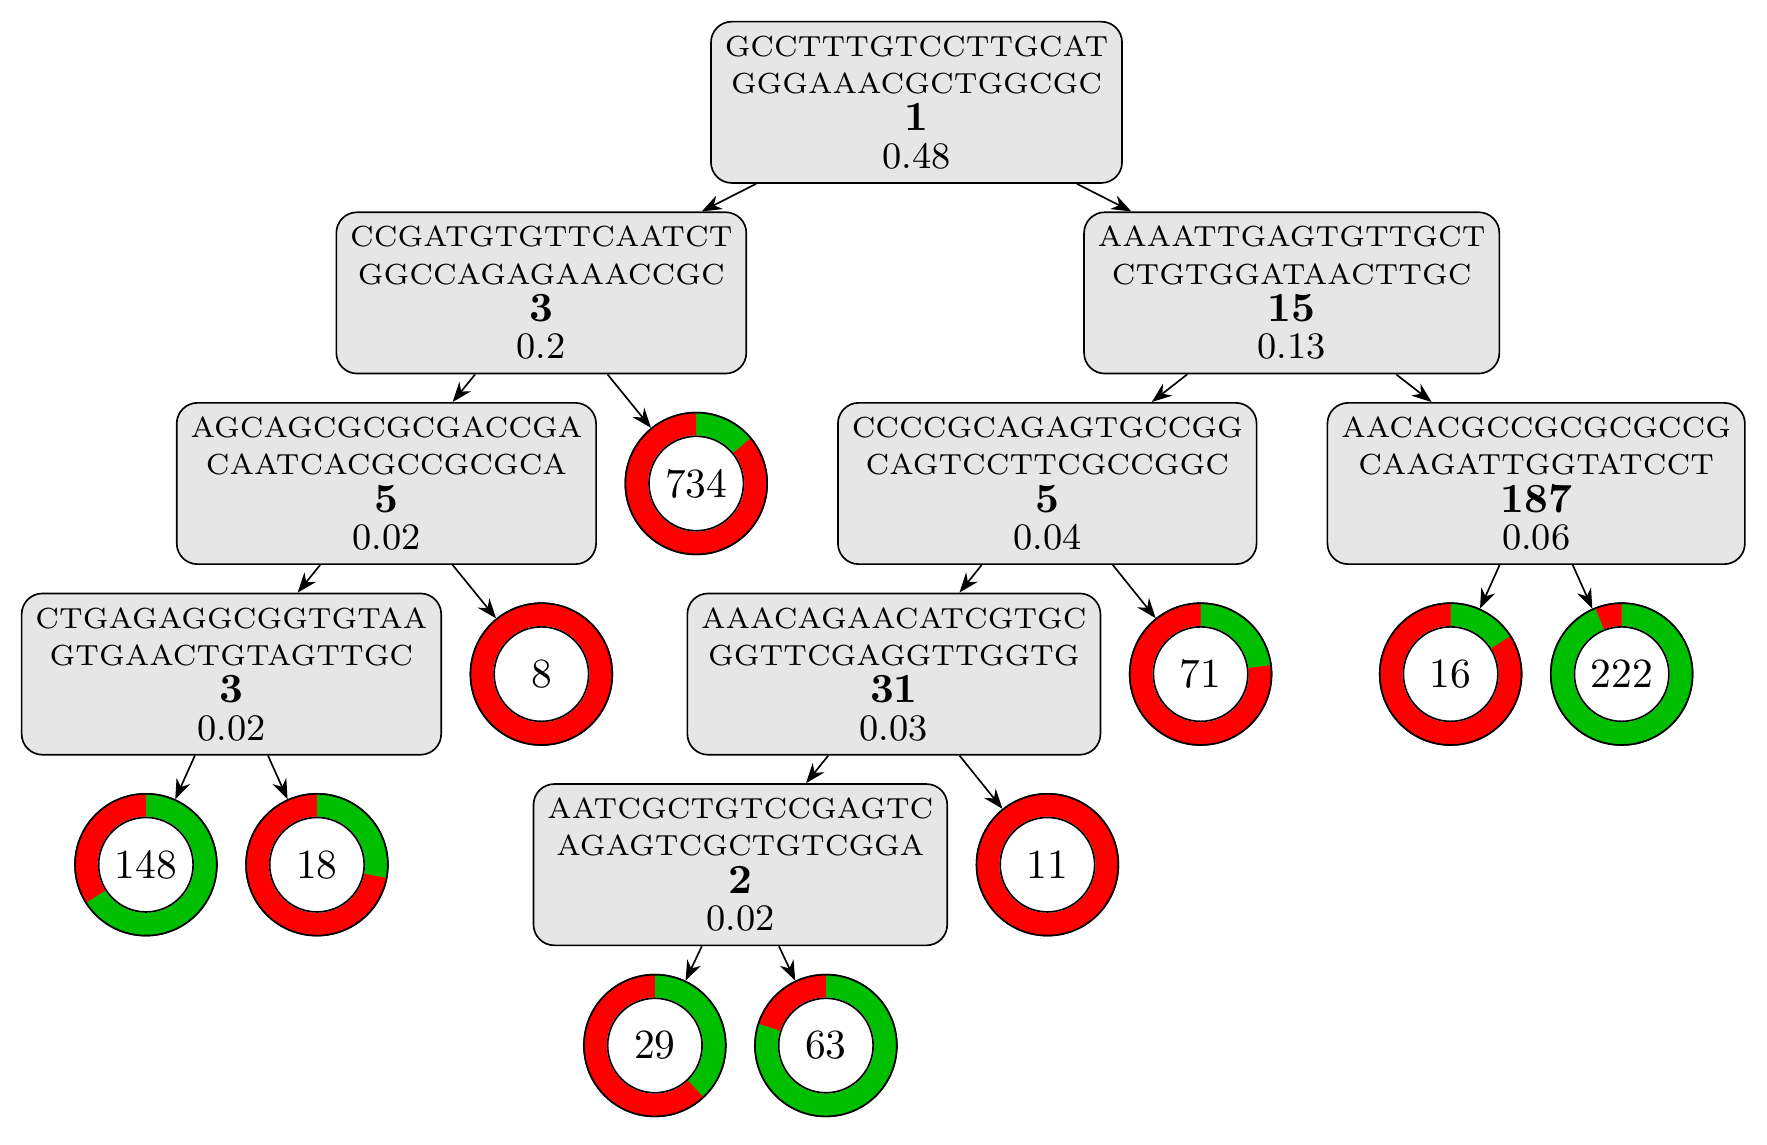 GCCTTTGTCCTTGCAT
GGGAAACGCTGGCGC
1
0.48
CCGATGTGTTCAATCT
GGCCAGAGAAACCGC
3
0.2
AAAATTGAGTGTTGCT
CTGTGGATAACTTGC
15
0.13
AGCAGCGCGCGACCGA
CAATCACGCCGCGCA
5
0.02
734
CCCCGCAGAGTGCCGG
CAGTCCTTCGCCGGC
5
0.04
AACACGCCGCGCGCCG
CAAGATTGGTATCCT
187
0.06
CTGAGAGGCGGTGTAA
GTGAACTGTAGTTGC
3
0.02
8
AAACAGAACATCGTGC
GGTTCGAGGTTGGTG
31
0.03
71
16
222
148
18
AATCGCTGTCCGAGTC
AGAGTCGCTGTCGGA
2
0.02
11
29
63